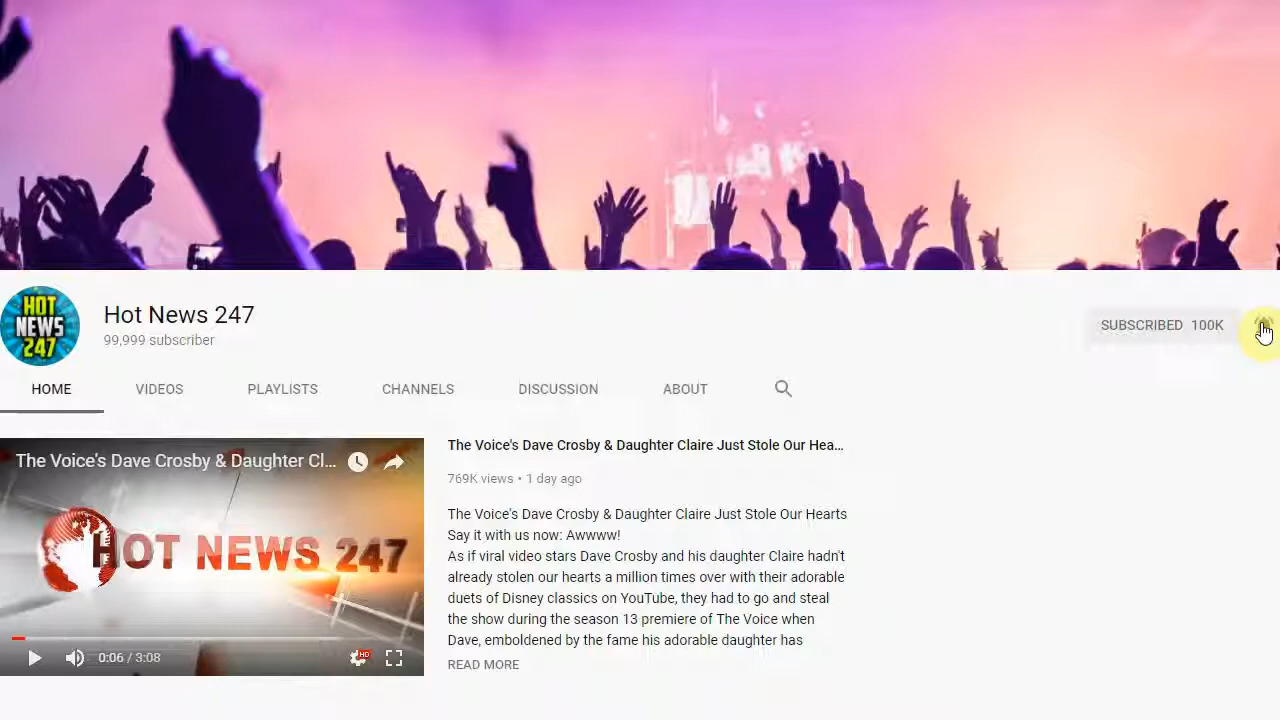 HOT
NEWS
247
Hot News 247
99,999 subscriber
SUBSCRIBED 100K
HOME VIDEOS PLAYLISTS CHANNELS DISCUSSION ABOUT
The Voice's Dave Crosby & Daughter Cl...
HOT NEWS 247
0:06 / 3:08
HD
The Voice's Dave Crosby & Daughter Claire Just Stole Our Hea...
769K views • 1 day ago
The Voice's Dave Crosby & Daughter Claire Just Stole Our Hearts
Say it with us now: Awwww!
As if viral video stars Dave Crosby and his daughter Claire hadn't
already stolen our hearts a million times over with their adorable
duets of Disney classics on YouTube, they had to go and steal
the show during the season 13 premiere of The Voice when
Dave, emboldened by the fame his adorable daughter has
READ MORE